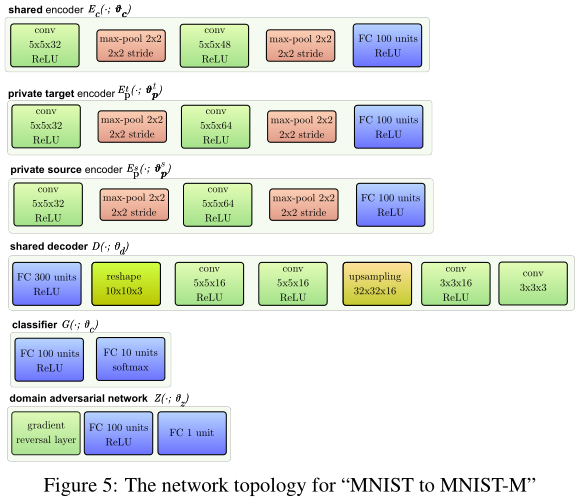 shared encoder E_c(·; ϑ_c)
conv 5x5x32 ReLU
max-pool 2x2 2x2 stride
conv 5x5x48 ReLU
max-pool 2x2 2x2 stride
FC 100 units ReLU
private target encoder E_p^t(·; ϑ_p^t)
conv 5x5x32 ReLU
max-pool 2x2 2x2 stride
conv 5x5x64 ReLU
max-pool 2x2 2x2 stride
FC 100 units ReLU
private source encoder E_p^s(·; ϑ_p^s)
conv 5x5x32 ReLU
max-pool 2x2 2x2 stride
conv 5x5x64 ReLU
max-pool 2x2 2x2 stride
FC 100 units ReLU
shared decoder D(·; ϑ_d)
FC 300 units ReLU
reshape 10x10x3
conv 5x5x16 ReLU
conv 5x5x16 ReLU
upsampling 32x32x16
conv 3x3x16 ReLU
conv 3x3x3
classifier G(·; ϑ_c)
FC 100 units ReLU
FC 10 units softmax
domain adversarial network Z(·; ϑ_z)
gradient reversal layer
FC 100 units ReLU
FC 1 unit
Figure 5: The network topology for “MNIST to MNIST-M”